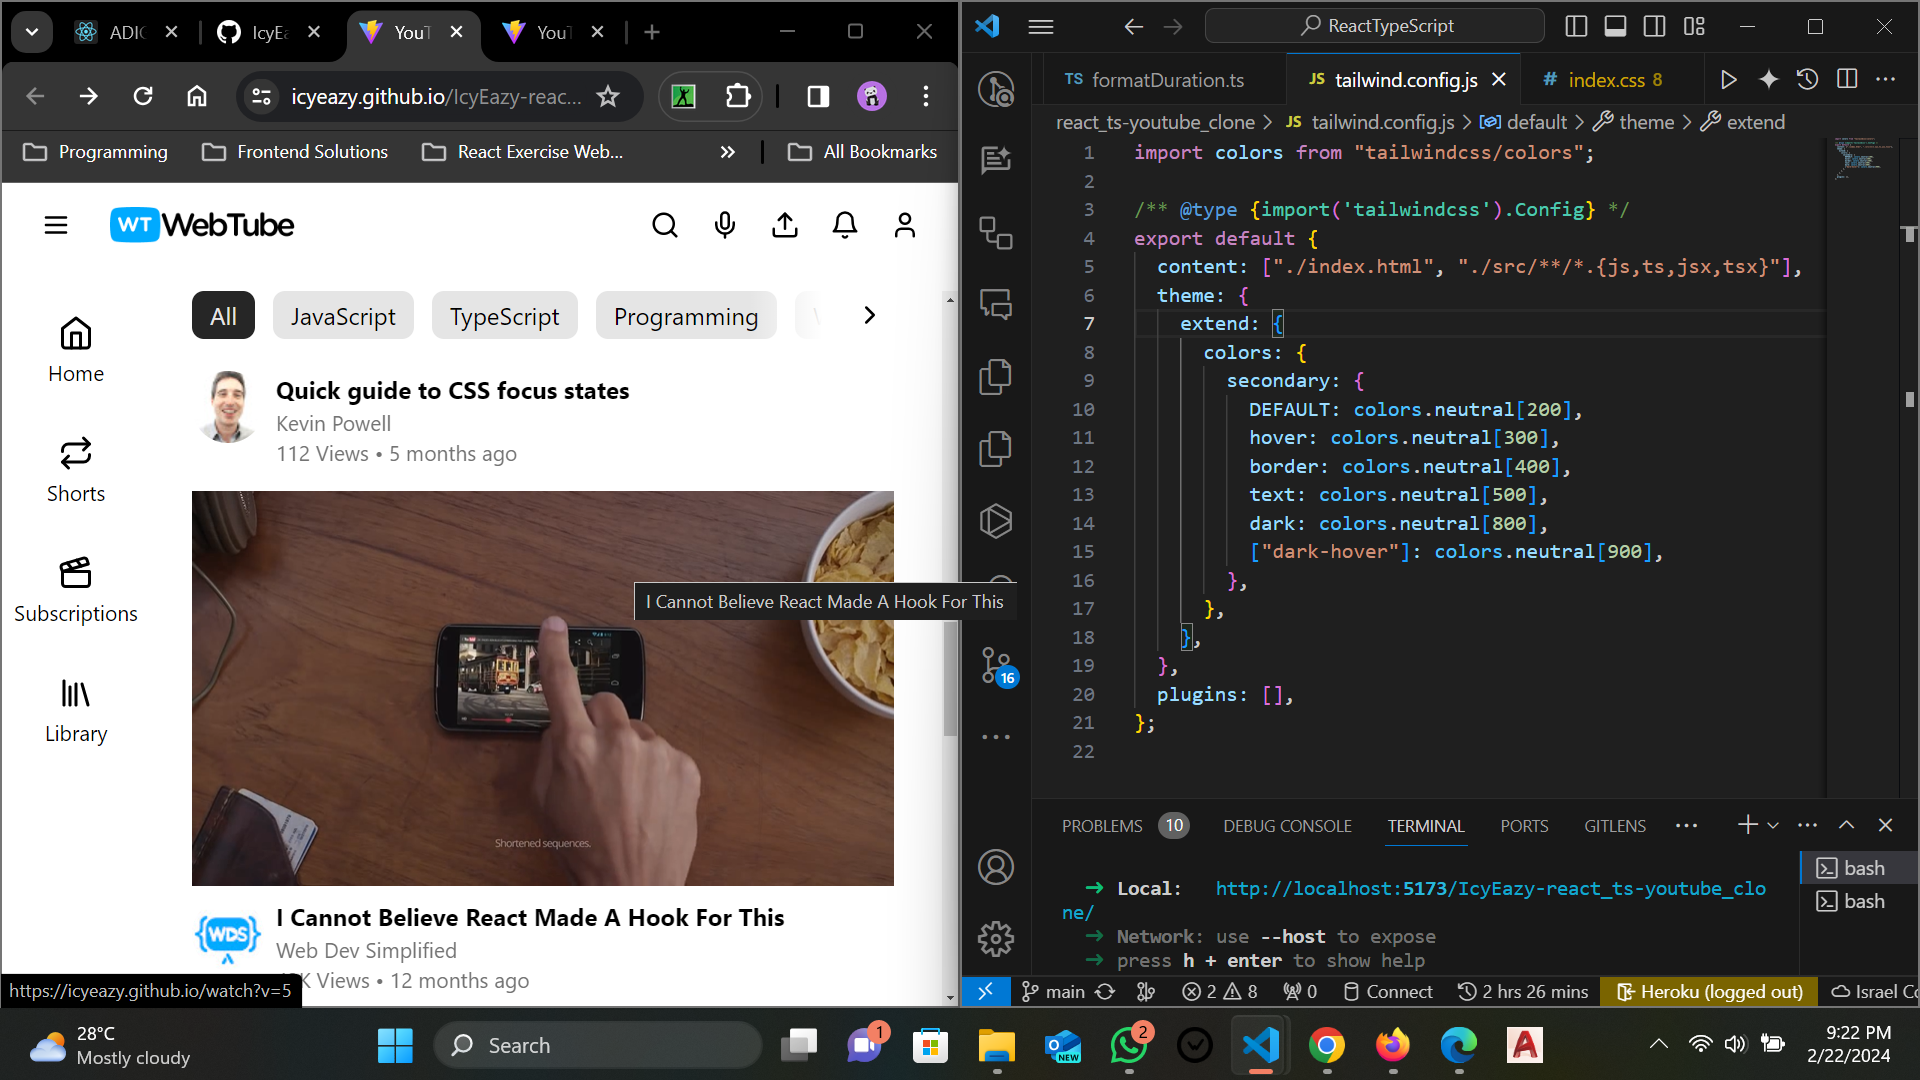 ADI
IcyEa
YouT
YouT
icyeazy.github.io/IcyEazy-reac...
Programming
Frontend Solutions
React Exercise Web...
All Bookmarks
WT WebTube
All
JavaScript
TypeScript
Programming
Home
Shorts
Subscriptions
Library
Quick guide to CSS focus states
Kevin Powell
112 Views • 5 months ago
I Cannot Believe React Made A Hook For This
Shortened sequences.
WDS
I Cannot Believe React Made A Hook For This
Web Dev Simplified
K Views • 12 months ago
https://icyeazy.github.io/watch?v=5
ReactTypeScript
TS formatDuration.ts
JS tailwind.config.js
# index.css 8
react_ts-youtube_clone > JS tailwind.config.js > default > theme > extend
1 import colors from "tailwindcss/colors";
2
3 /** @type {import('tailwindcss').Config} */
4 export default {
5 content: ["./index.html", "./src/**/*.{js,ts,jsx,tsx}"],
6 theme: {
7 extend: {
8 colors: {
9 secondary: {
10 DEFAULT: colors.neutral[200],
11 hover: colors.neutral[300],
12 border: colors.neutral[400],
13 text: colors.neutral[500],
14 dark: colors.neutral[800],
15 ["dark-hover"]: colors.neutral[900],
16 },
17 },
18 },
19 },
20 plugins: [],
21 };
22
16
PROBLEMS 10
DEBUG CONSOLE
TERMINAL
PORTS
GITLENS
➜ Local: http://localhost:5173/IcyEazy-react_ts-youtube_clo
ne/
➜ Network: use --host to expose
➜ press h + enter to show help
bash
bash
main
2
8
0
Connect
2 hrs 26 mins
Heroku (logged out)
Israel Co
28°C
Mostly cloudy
Search
1
NEW
2
9:22 PM
2/22/2024